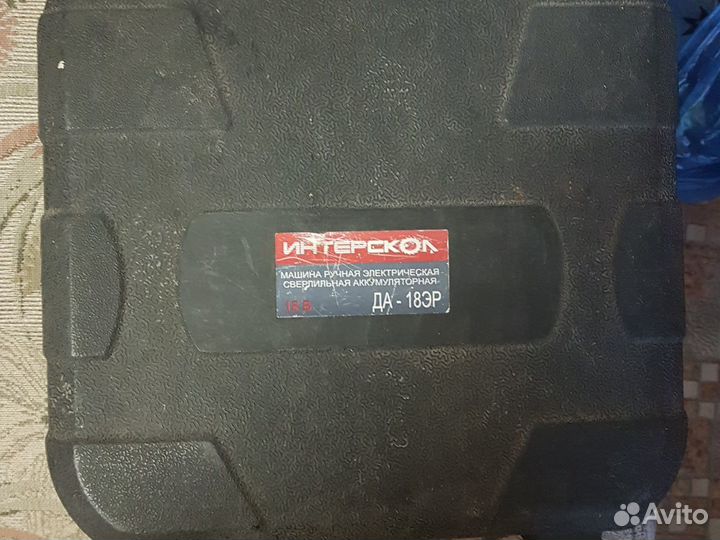 ИНТЕРСКОЛ
МАШИНА РУЧНАЯ ЭЛЕКТРИЧЕСКАЯ
СВЕРЛИЛЬНАЯ АККУМУЛЯТОРНАЯ
18 В ДА - 18ЭР
Avito